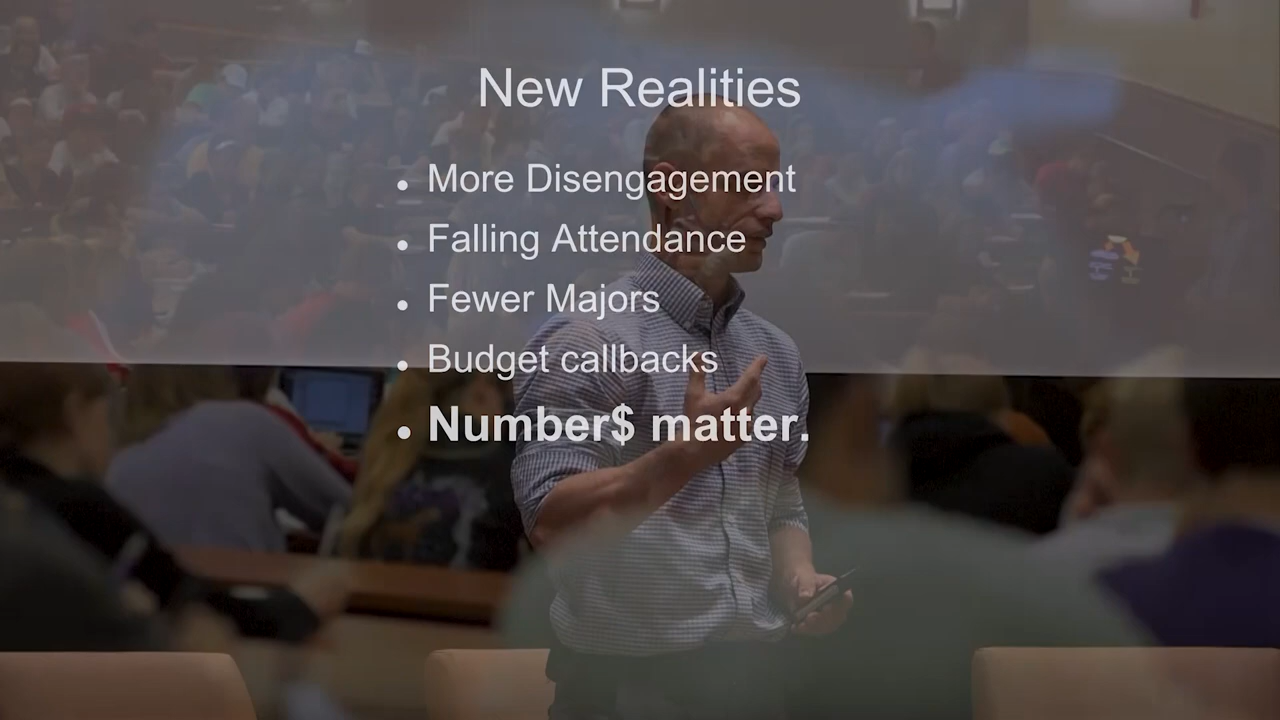 New Realities
• More Disengagement
• Falling Attendance
• Fewer Majors
• Budget callbacks
• Number$ matter.